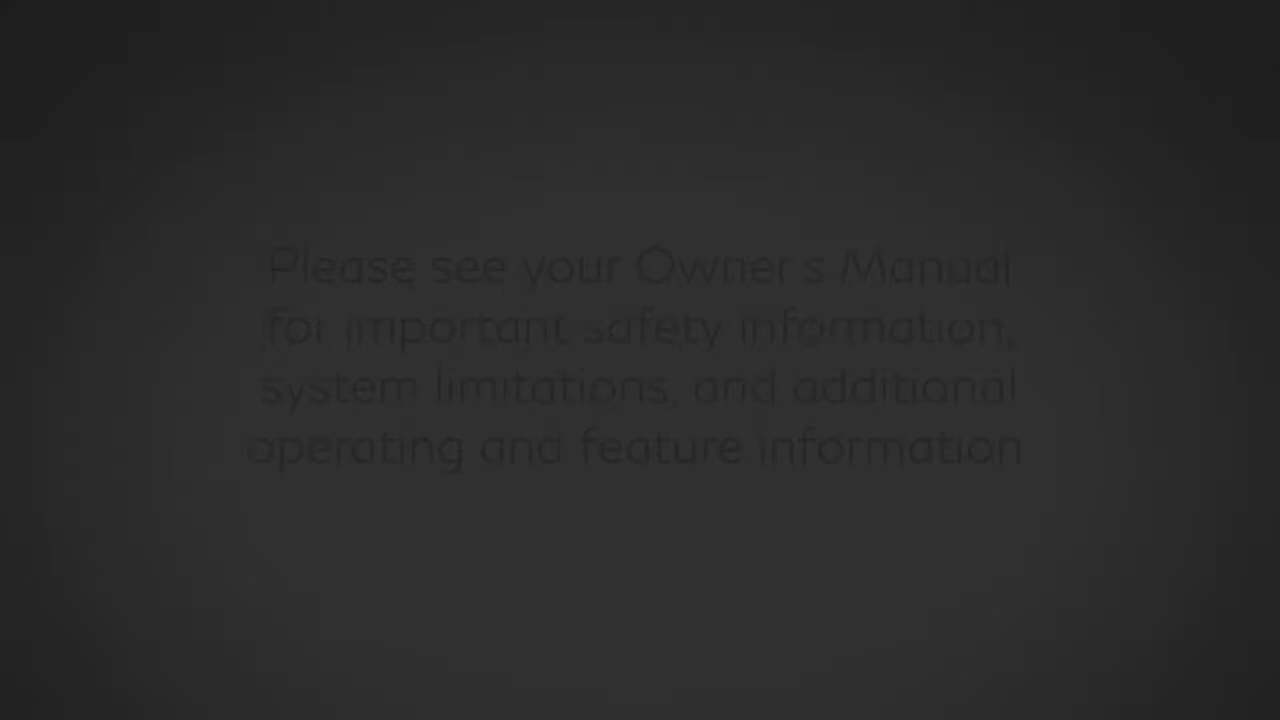 Please see your Owner's Manual
for important safety information,
system limitations, and additional
operating and feature information